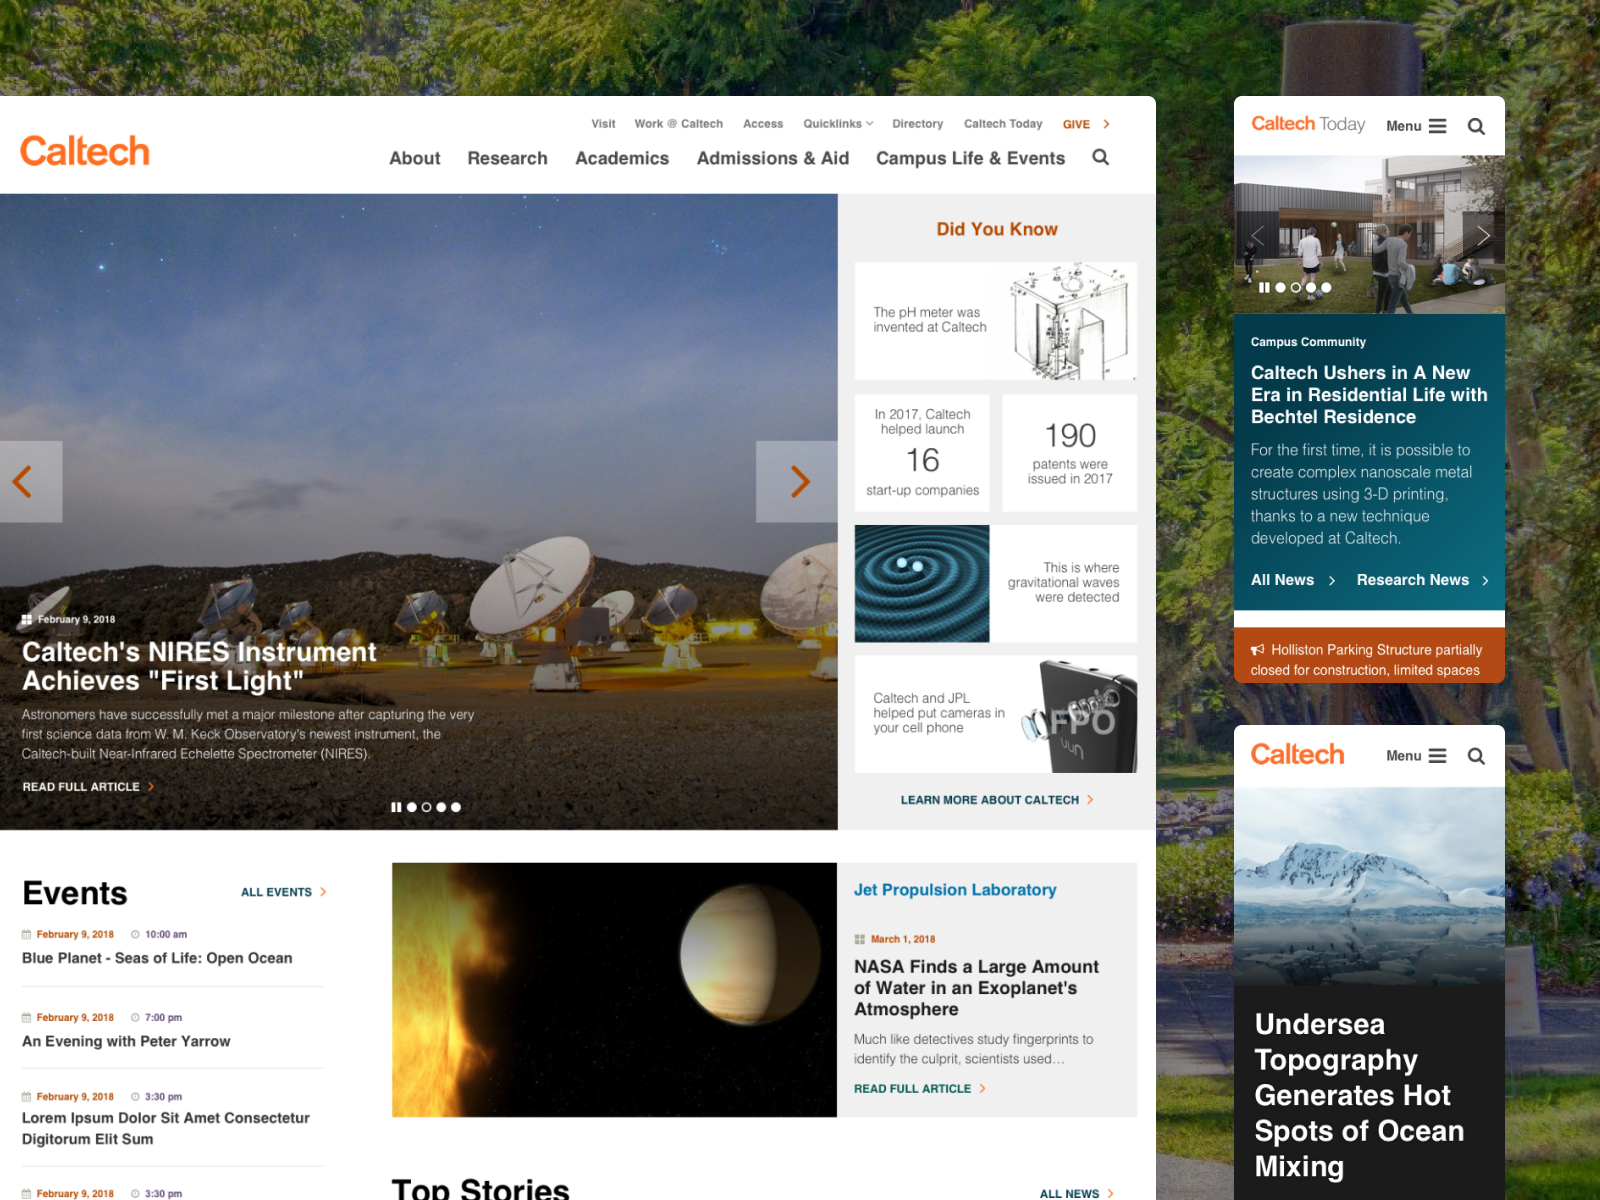 Visit Work @ Caltech Access Quicklinks Directory Caltech Today GIVE
Caltech
About Research Academics Admissions & Aid Campus Life & Events
February 9, 2018
Caltech's NIRES Instrument
Achieves "First Light"
Astronomers have successfully met a major milestone after capturing the very
first science data from W. M. Keck Observatory's newest instrument, the
Caltech-built Near-Infrared Echelette Spectrometer (NIRES).
READ FULL ARTICLE
Did You Know
The pH meter was
invented at Caltech
In 2017, Caltech
helped launch
16
start-up companies
190
patents were
issued in 2017
This is where
gravitational waves
were detected
Caltech and JPL
helped put cameras in
your cell phone
FPO
LEARN MORE ABOUT CALTECH
Events
ALL EVENTS
February 9, 2018 10:00 am
Blue Planet - Seas of Life: Open Ocean
February 9, 2018 7:00 pm
An Evening with Peter Yarrow
February 9, 2018 3:30 pm
Lorem Ipsum Dolor Sit Amet Consectetur
Digitorum Elit Sum
February 9, 2018 3:30 pm
Jet Propulsion Laboratory
March 1, 2018
NASA Finds a Large Amount
of Water in an Exoplanet's
Atmosphere
Much like detectives study fingerprints to
identify the culprit, scientists used...
READ FULL ARTICLE
Top Stories
ALL NEWS
Caltech Today Menu
Campus Community
Caltech Ushers in A New
Era in Residential Life with
Bechtel Residence
For the first time, it is possible to
create complex nanoscale metal
structures using 3-D printing,
thanks to a new technique
developed at Caltech.
All News Research News
Holliston Parking Structure partially
closed for construction, limited spaces
Caltech Menu
Undersea
Topography
Generates Hot
Spots of Ocean
Mixing